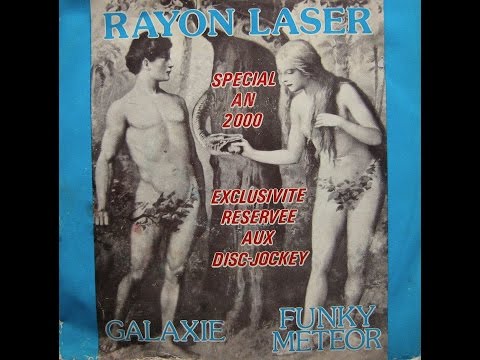 RAYON LASER
SPECIAL
AN
2000
EXCLUSIVITE
RESERVEE
AUX
DISC-JOCKEY
GALAXIE
FUNKY
METEOR